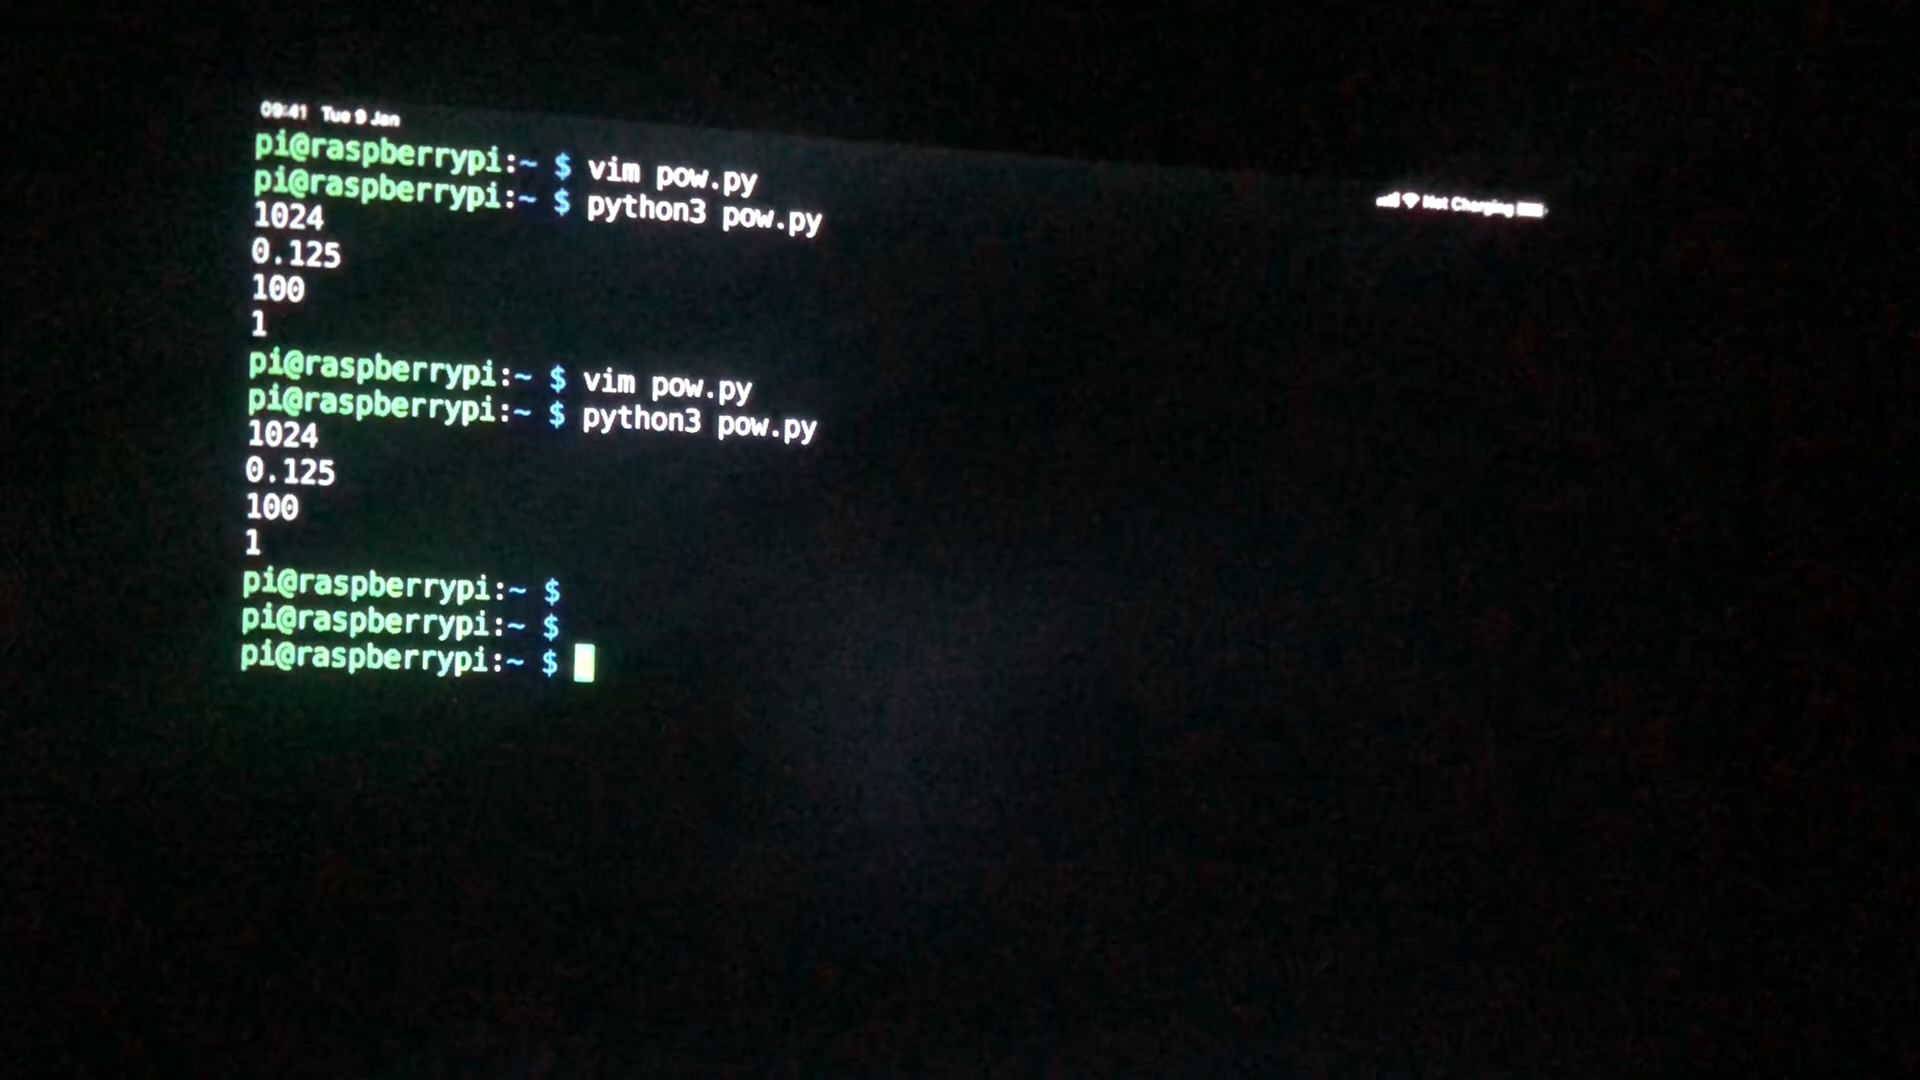 09:41 Tue 9 Jan
Not Charging
pi@raspberrypi:~ $ vim pow.py
pi@raspberrypi:~ $ python3 pow.py
1024
0.125
100
1
pi@raspberrypi:~ $ vim pow.py
pi@raspberrypi:~ $ python3 pow.py
1024
0.125
100
1
pi@raspberrypi:~ $
pi@raspberrypi:~ $
pi@raspberrypi:~ $